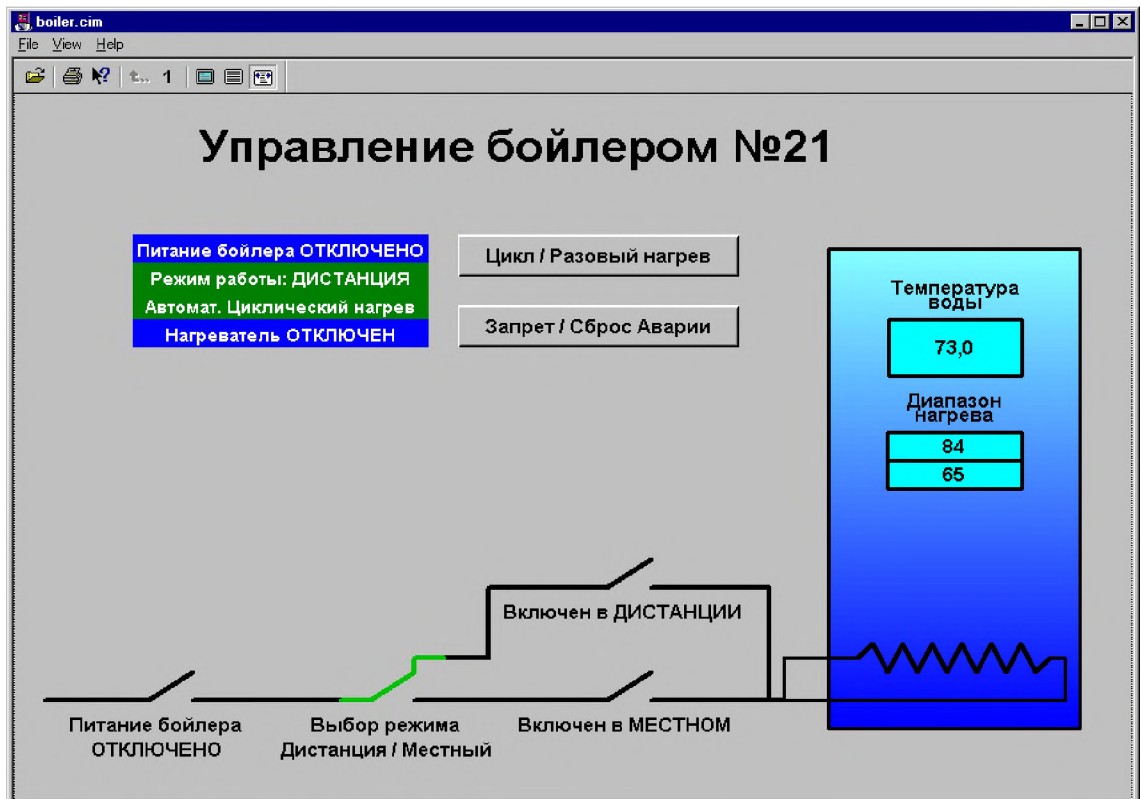 boiler.cim
File View Help
1
Управление бойлером №21
Питание бойлера ОТКЛЮЧЕНО
Режим работы: ДИСТАНЦИЯ
Автомат. Циклический нагрев
Нагреватель ОТКЛЮЧЕН
Цикл / Разовый нагрев
Запрет / Сброс Аварии
Температура
воды
73,0
Диапазон
нагрева
84
65
Включен в ДИСТАНЦИИ
Питание бойлера
ОТКЛЮЧЕНО
Выбор режима
Дистанция / Местный
Включен в МЕСТНОМ